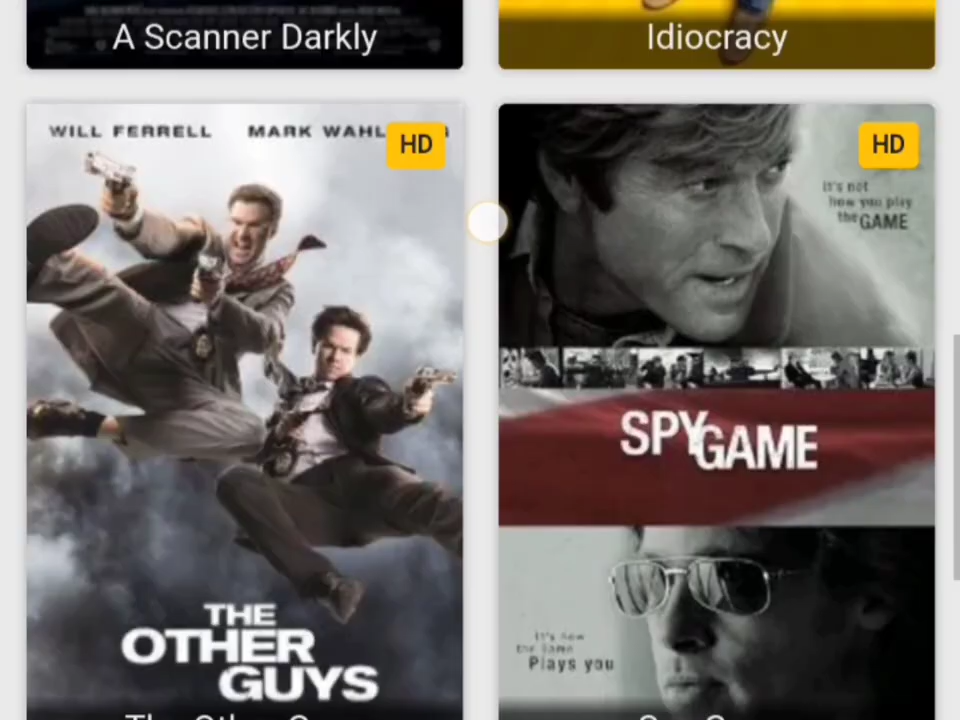 A Scanner Darkly
Idiocracy
WILL FERRELL MARK WAHL
HD
THE
OTHER
GUYS
HD
It's not
how you play
the GAME
SPY GAME
It's how
the game
Plays you